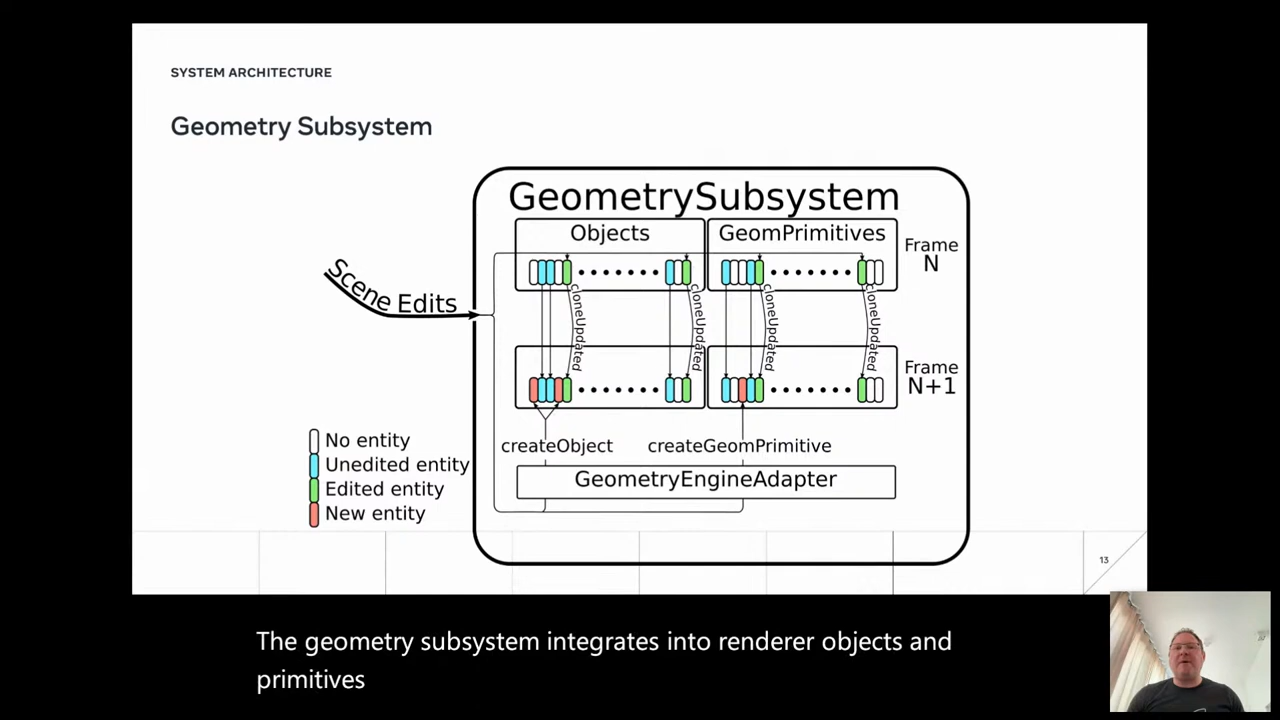 SYSTEM ARCHITECTURE
Geometry Subsystem
GeometrySubsystem
Objects
GeomPrimitives
Frame
N
Scene Edits
cloneUpdated
cloneUpdated
cloneUpdated
cloneUpdated
Frame
N+1
createObject
createGeomPrimitive
GeometryEngineAdapter
No entity
Unedited entity
Edited entity
New entity
13
The geometry subsystem integrates into renderer objects and
primitives